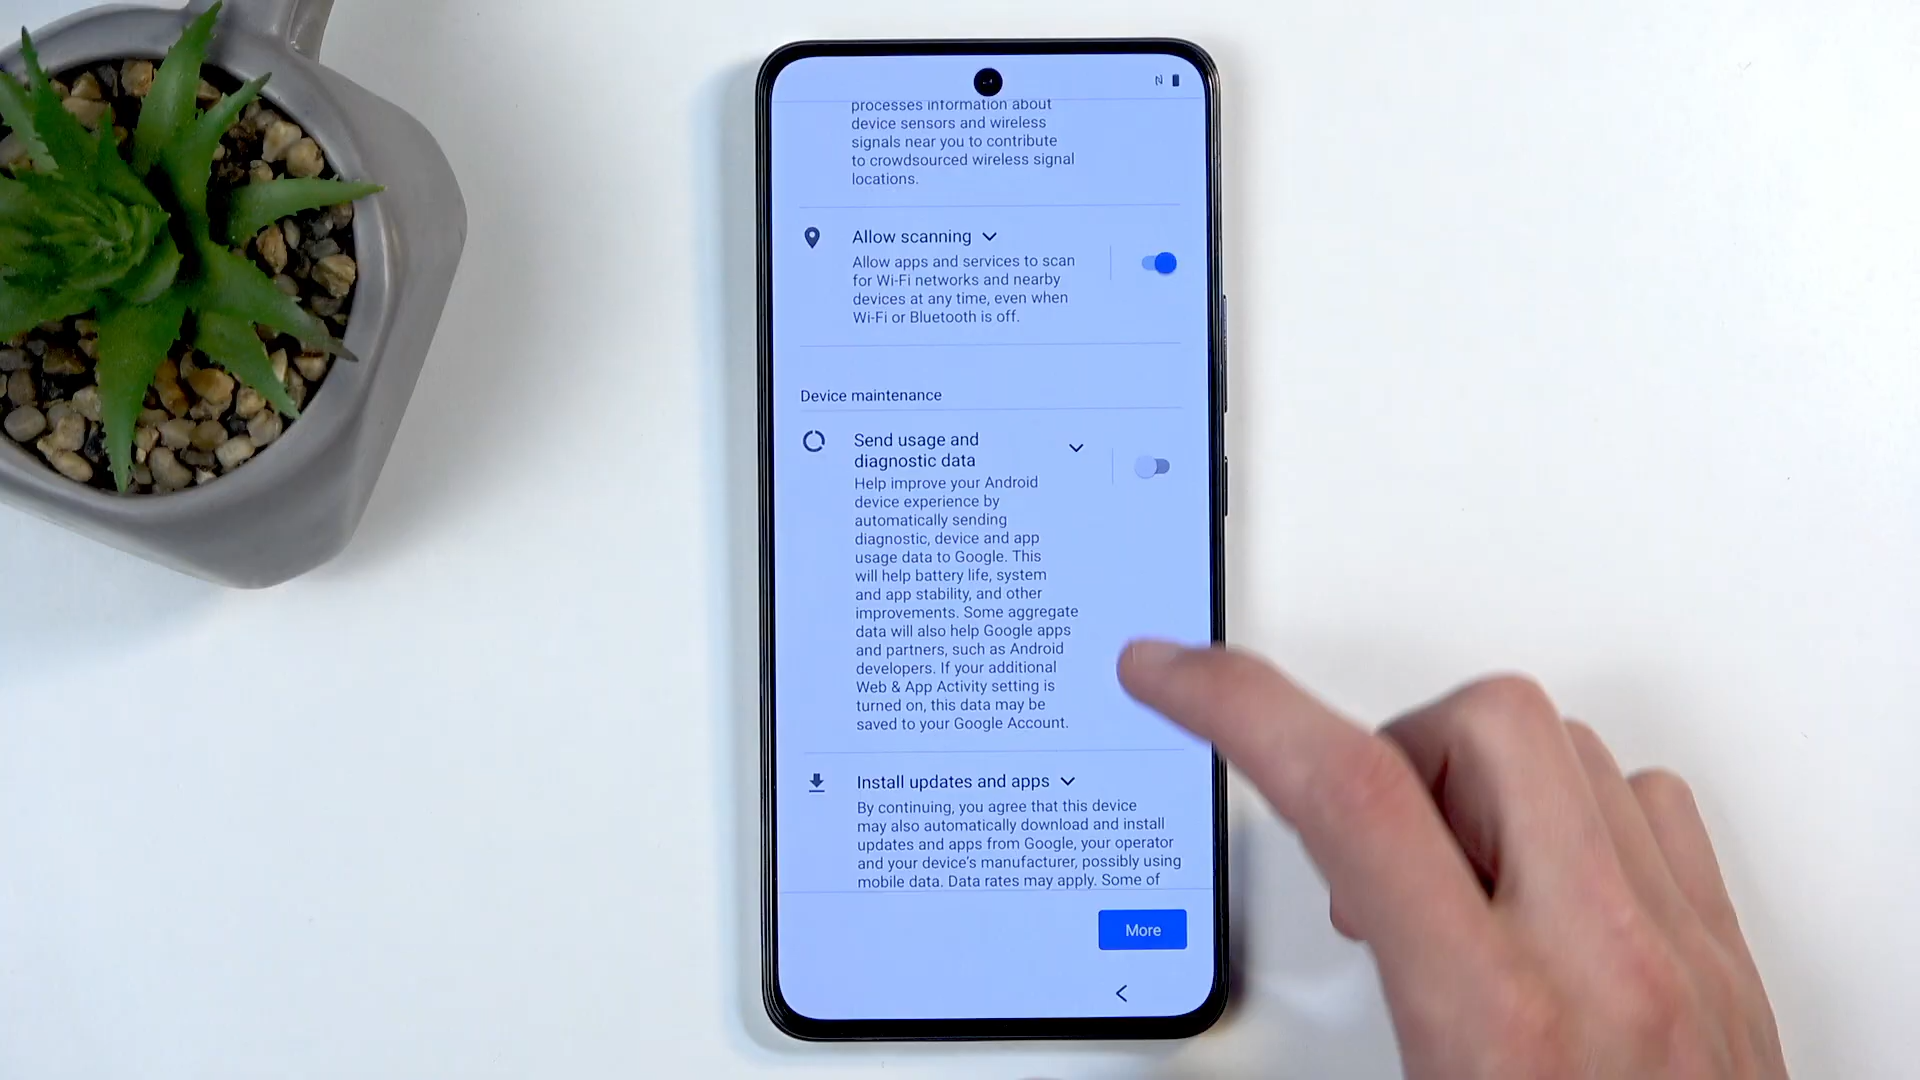 processes information about
device sensors and wireless
signals near you to contribute
to crowdsourced wireless signal
locations.
Allow scanning
Allow apps and services to scan
for Wi-Fi networks and nearby
devices at any time, even when
Wi-Fi or Bluetooth is off.
Device maintenance
Send usage and
diagnostic data
Help improve your Android
device experience by
automatically sending
diagnostic, device and app
usage data to Google. This
will help battery life, system
and app stability, and other
improvements. Some aggregate
data will also help Google apps
and partners, such as Android
developers. If your additional
Web & App Activity setting is
turned on, this data may be
saved to your Google Account.
Install updates and apps
By continuing, you agree that this device
may also automatically download and install
updates and apps from Google, your operator
and your device's manufacturer, possibly using
mobile data. Data rates may apply. Some of
More